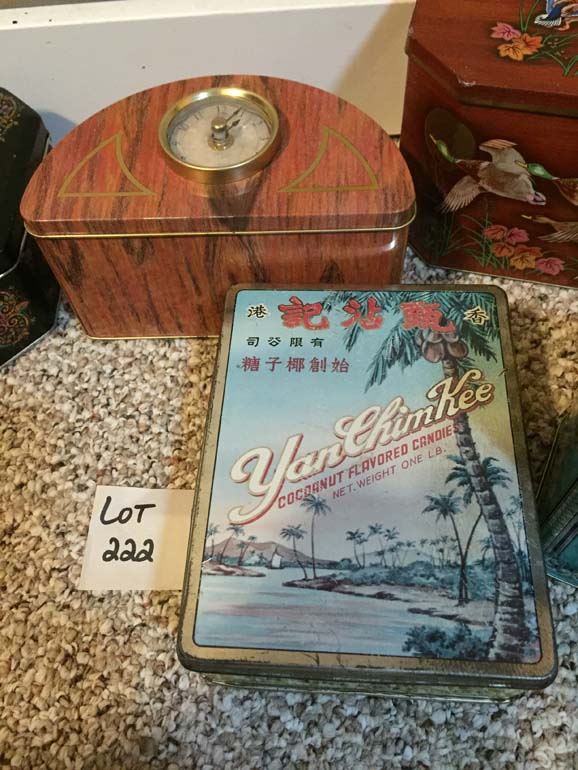 港 記沾甄 香
司公限有
糖子椰創始
Yan Chim Kee
COCOANUT FLAVORED CANDIES
NET. WEIGHT ONE LB.
LOT
222